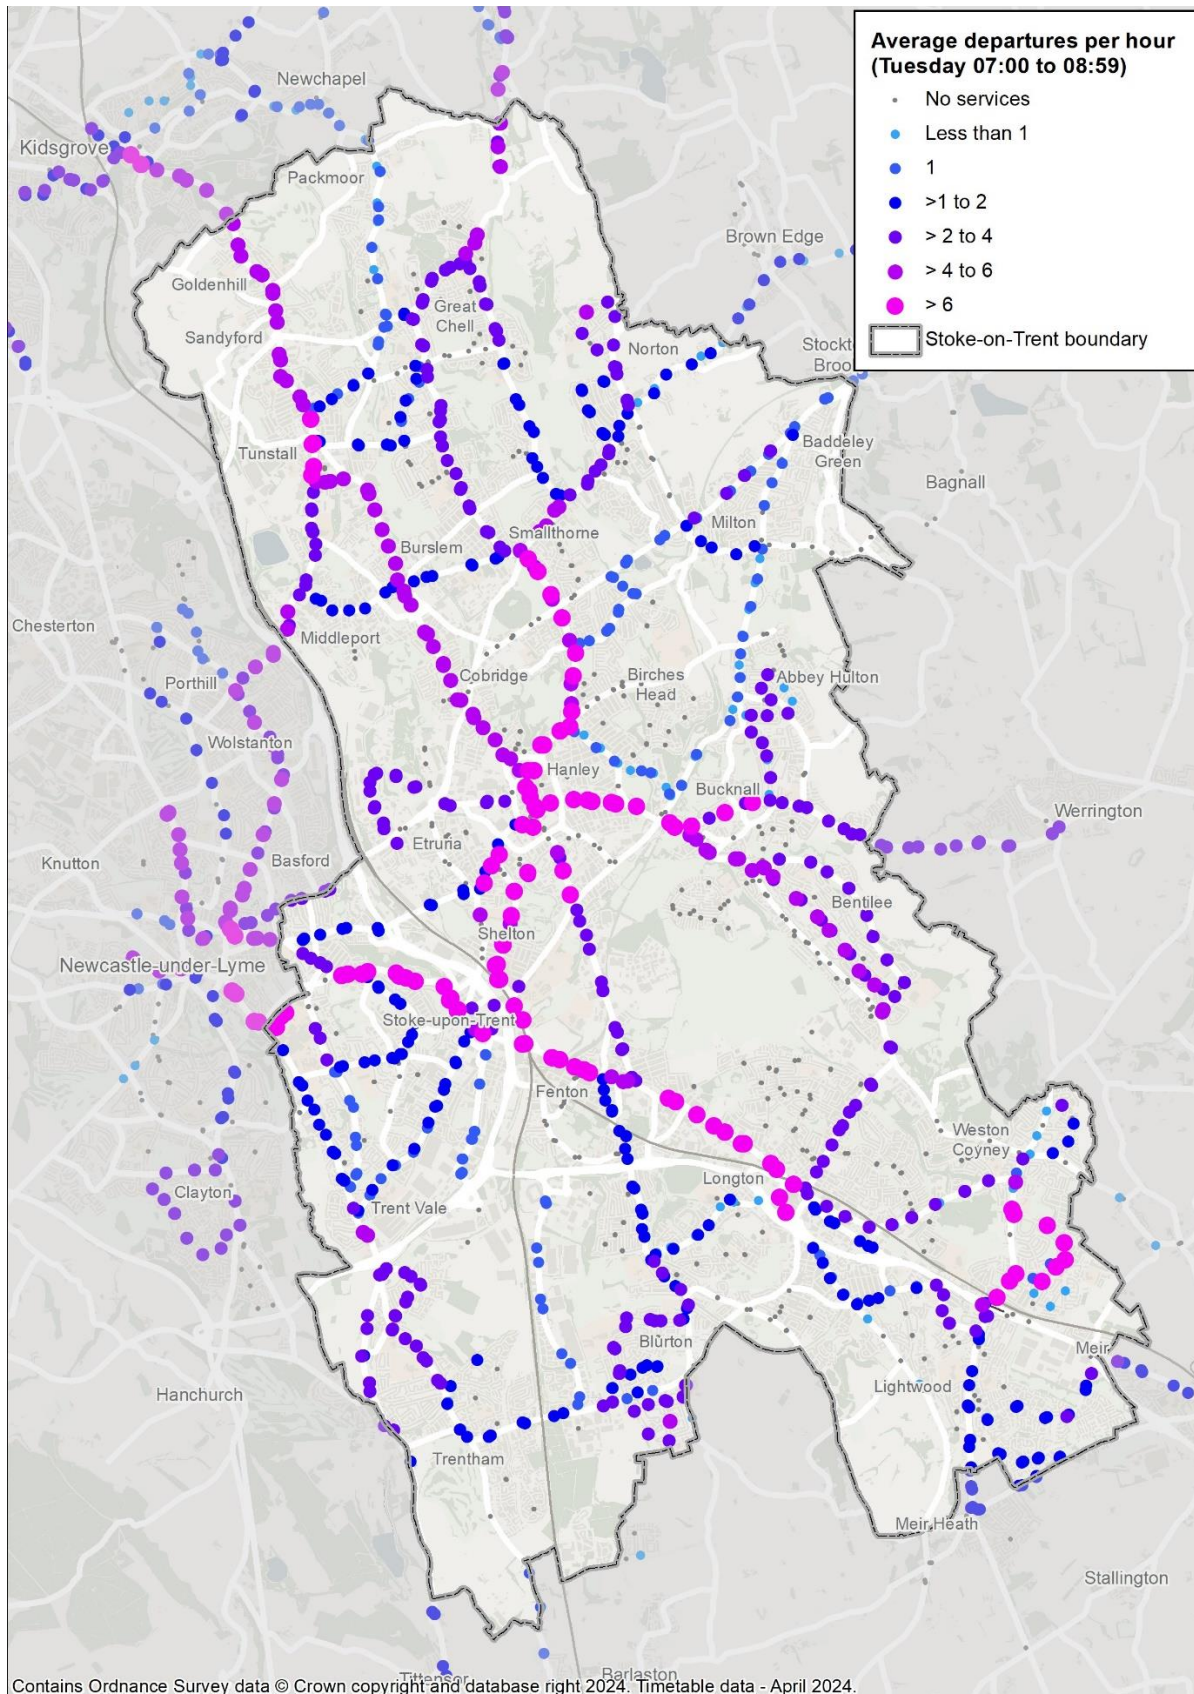 Average departures per hour
(Tuesday 07:00 to 08:59)
No services
Less than 1
1
>1 to 2
> 2 to 4
> 4 to 6
> 6
Stoke-on-Trent boundary
Newchapel
Kidsgrove
Packmoor
Brown Edge
Goldenhill
Great
Chell
Sandyford
Norton
Stockt
Broo
Tunstall
Baddeley
Green
Bagnall
Milton
Smallthorne
Burslem
Chesterton
Middleport
Cobridge
Birches
Head
Abbey Hulton
Porthill
Wolstanton
Hanley
Bucknall
Werrington
Etruria
Basford
Knutton
Bentilee
Shelton
Newcastle-under-Lyme
Stoke-upon-Trent
Fenton
Weston
Coyney
Longton
Clayton
Trent Vale
Blurton
Meir
Hanchurch
Lightwood
Trentham
Meir Heath
Stallington
Tittensor
Barlaston
Contains Ordnance Survey data © Crown copyright and database right 2024. Timetable data - April 2024.